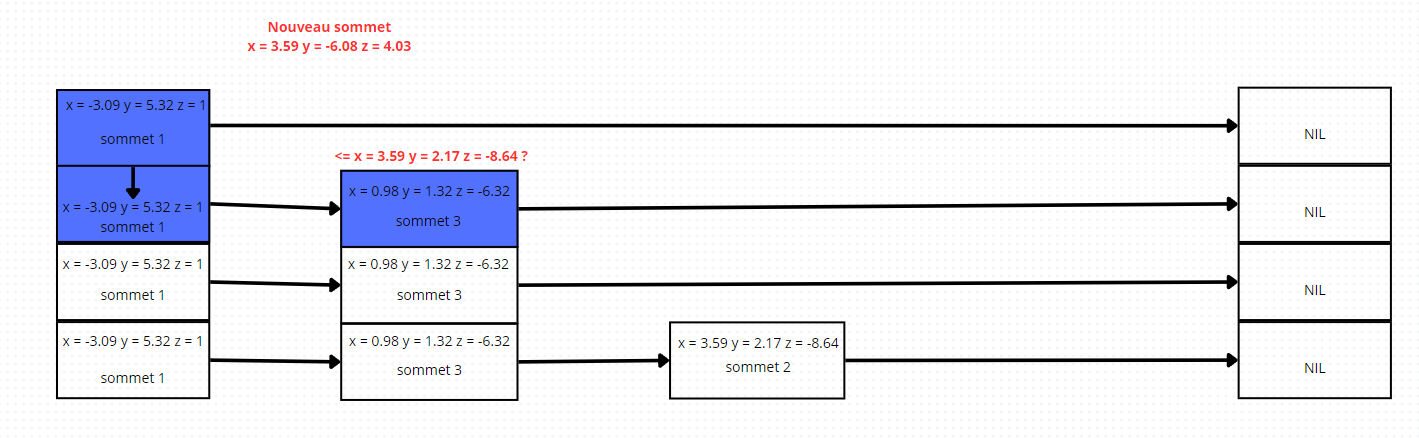 Nouveau sommet
x = 3.59 y = -6.08 z = 4.03
x = -3.09 y = 5.32 z = 1
sommet 1
NIL
<= x = 3.59 y = 2.17 z = -8.64 ?
x = -3.09 y = 5.32 z = 1
sommet 1
x = 0.98 y = 1.32 z = -6.32
sommet 3
NIL
x = -3.09 y = 5.32 z = 1
sommet 1
x = 0.98 y = 1.32 z = -6.32
sommet 3
NIL
x = -3.09 y = 5.32 z = 1
sommet 1
x = 0.98 y = 1.32 z = -6.32
sommet 3
x = 3.59 y = 2.17 z = -8.64
sommet 2
NIL